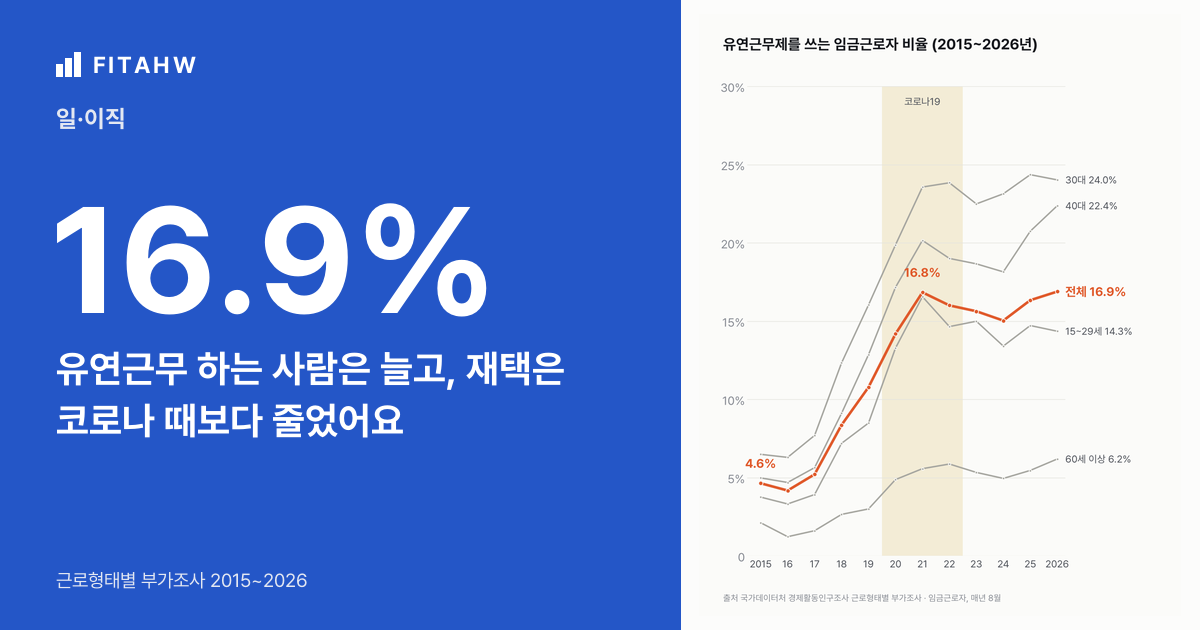 FITAHW
일·이직
16.9%
유연근무 하는 사람은 늘고, 재택은
코로나 때보다 줄었어요
근로형태별 부가조사 2015~2026
유연근무제를 쓰는 임금근로자 비율 (2015~2026년)
30%
코로나19
25%
30대 24.0%
40대 22.4%
20%
16.8%
전체 16.9%
15%
15~29세 14.3%
10%
4.6%
60세 이상 6.2%
5%
0
2015 16 17 18 19 20 21 22 23 24 25 2026
출처 국가데이터처 경제활동인구조사 근로형태별 부가조사 · 임금근로자, 매년 8월